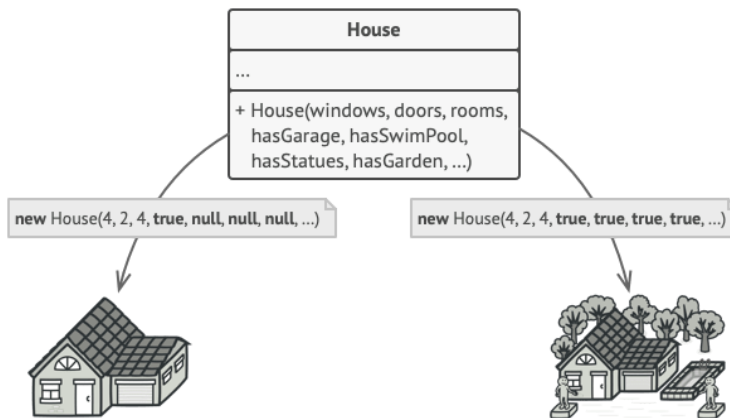 House
...
+ House(windows, doors, rooms,
hasGarage, hasSwimPool,
hasStatues, hasGarden, ...)
new House(4, 2, 4, true, null, null, null, ...)
new House(4, 2, 4, true, true, true, true, ...)